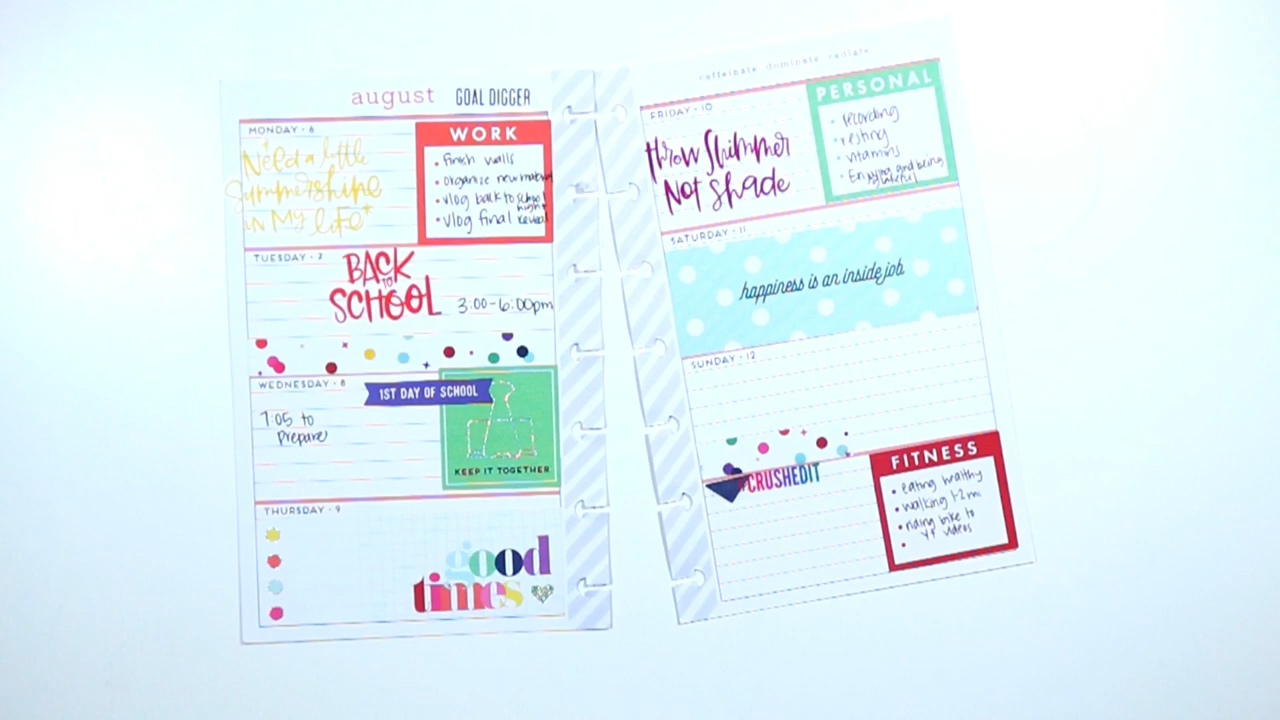 august GOAL DIGGER
MONDAY · 6
Need a little
Summershine
in My life
WORK
• finish walls
• organize new
• vlog back to school
night
• vlog final reveal
TUESDAY · 7
BACK
TO
SCHOOL
3:00-6:00pm
WEDNESDAY · 8
1ST DAY OF SCHOOL
7:05 to
Prepare
KEEP IT TOGETHER
THURSDAY · 9
good
times
caffeinate dominate radiate
FRIDAY · 10
throw Shimmer
Not Shade
PERSONAL
• recording
• resting
• vitamins
• Enjoying and being
grateful
SATURDAY · 11
happiness is an inside job
SUNDAY · 12
#CRUSHEDIT
FITNESS
• eating healthy
• walking 1-2 mi
• riding bike to
YT videos
•